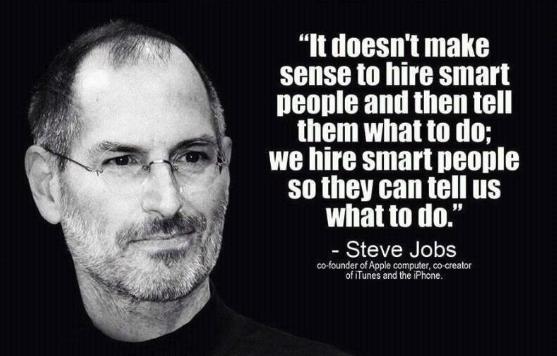 “It doesn't make
sense to hire smart
people and then tell
them what to do;
we hire smart people
so they can tell us
what to do.”
- Steve Jobs
co-founder of Apple computer, co-creator
of iTunes and the iPhone.